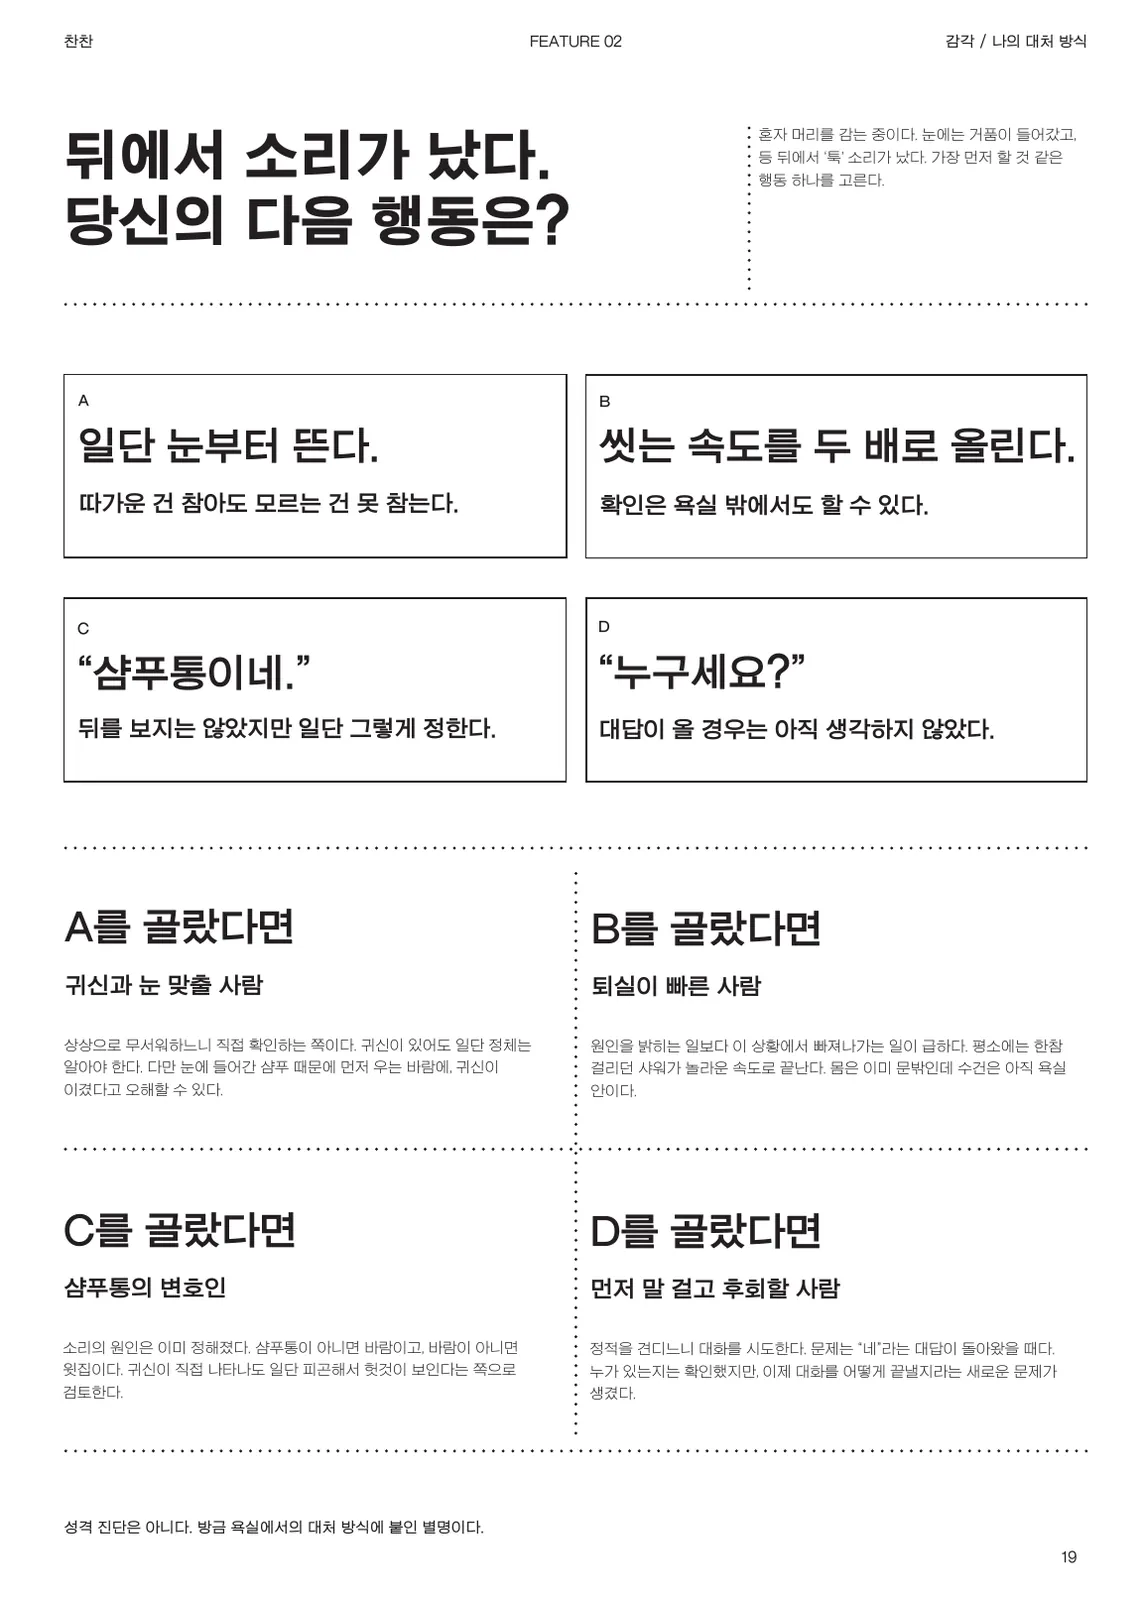 찬찬
FEATURE 02
감각 / 나의 대처 방식
뒤에서 소리가 났다.
당신의 다음 행동은?
혼자 머리를 감는 중이다. 눈에는 거품이 들어갔고,
등 뒤에서 ‘툭’ 소리가 났다. 가장 먼저 할 것 같은
행동 하나를 고른다.
A
일단 눈부터 뜬다.
따가운 건 참아도 모르는 건 못 참는다.
B
씻는 속도를 두 배로 올린다.
확인은 욕실 밖에서도 할 수 있다.
C
“샴푸통이네.”
뒤를 보지는 않았지만 일단 그렇게 정한다.
D
“누구세요?”
대답이 올 경우는 아직 생각하지 않았다.
A를 골랐다면
귀신과 눈 맞출 사람
상상으로 무서워하느니 직접 확인하는 쪽이다. 귀신이 있어도 일단 정체는
알아야 한다. 다만 눈에 들어간 샴푸 때문에 먼저 우는 바람에, 귀신이
이겼다고 오해할 수 있다.
B를 골랐다면
퇴실이 빠른 사람
원인을 밝히는 일보다 이 상황에서 빠져나가는 일이 급하다. 평소에는 한참
걸리던 샤워가 놀라운 속도로 끝난다. 몸은 이미 문밖인데 수건은 아직 욕실
안이다.
C를 골랐다면
샴푸통의 변호인
소리의 원인은 이미 정해졌다. 샴푸통이 아니면 바람이고, 바람이 아니면
윗집이다. 귀신이 직접 나타나도 일단 피곤해서 헛것이 보인다는 쪽으로
검토한다.
D를 골랐다면
먼저 말 걸고 후회할 사람
정적을 견디느니 대화를 시도한다. 문제는 “네”라는 대답이 돌아왔을 때다.
누가 있는지는 확인했지만, 이제 대화를 어떻게 끝낼지라는 새로운 문제가
생겼다.
성격 진단은 아니다. 방금 욕실에서의 대처 방식에 붙인 별명이다.
19